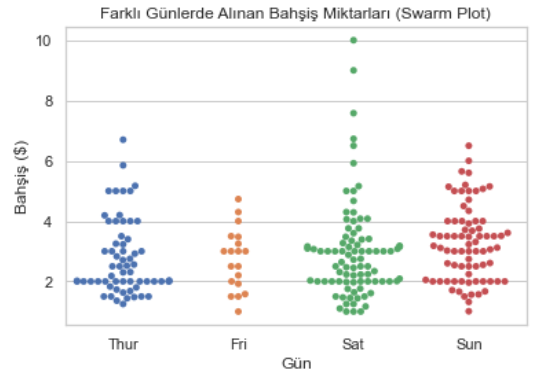 Farklı Günlerde Alınan Bahşiş Miktarları (Swarm Plot)
Bahşiş ($)
10
8
6
4
2
Thur Fri Sat Sun
Gün